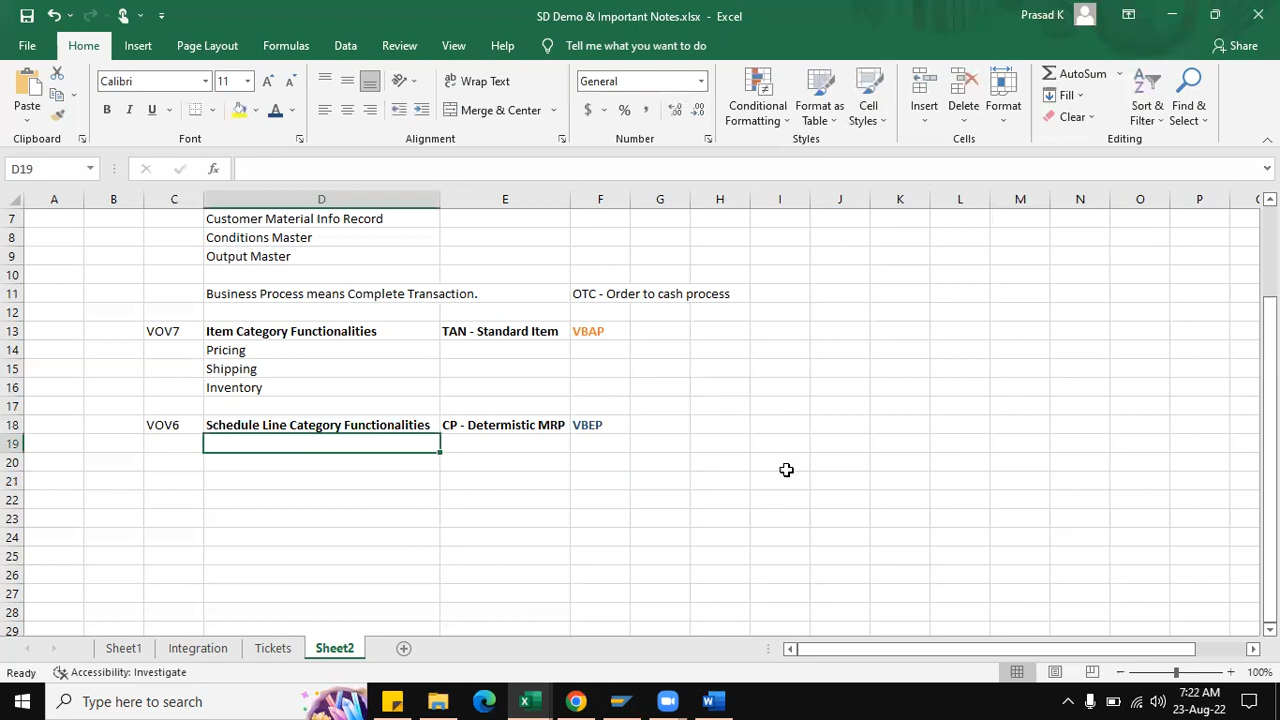 SD Demo & Important Notes.xlsx - Excel
Prasad K
File Home Insert Page Layout Formulas Data Review View Help Tell me what you want to do Share
Paste Calibri 11 Wrap Text General Conditional Formatting Format as Table Cell Styles Insert Delete Format AutoSum Sort & Filter Find & Select
B I U Merge & Center $ % Fill
Clear
Clipboard Font Alignment Number Styles Cells Editing
D19 fx
A B C D E F G H I J K L M N O P
7 Customer Material Info Record
8 Conditions Master
9 Output Master
10
11 Business Process means Complete Transaction. OTC - Order to cash process
12
13 VOV7 Item Category Functionalities TAN - Standard Item VBAP
14 Pricing
15 Shipping
16 Inventory
17
18 VOV6 Schedule Line Category Functionalities CP - Determistic MRP VBEP
19
20
21
22
23
24
25
26
27
28
29
Sheet1 Integration Tickets Sheet2
Ready Accessibility: Investigate 100%
Type here to search 7:22 AM
23-Aug-22